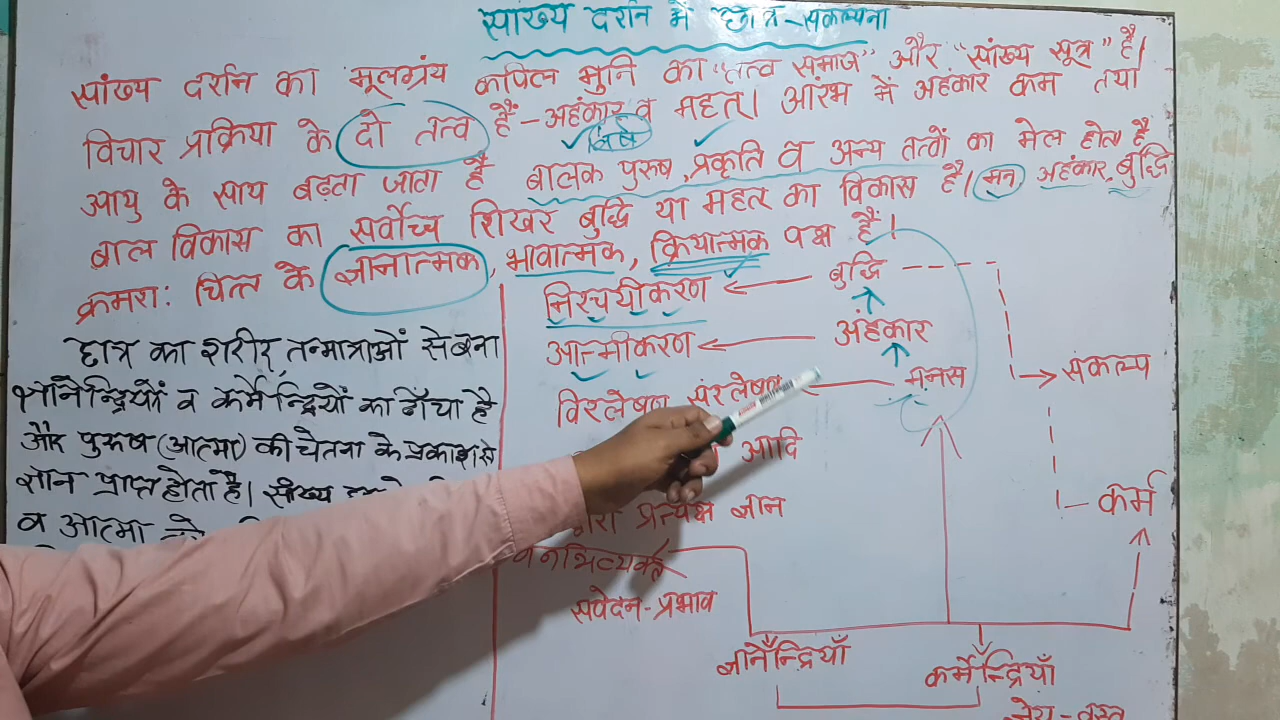 सांख्य दर्शन में छात्र-संकल्पना
सांख्य दर्शन का मूलग्रंथ कपिल मुनि का "तत्व समाज" और "सांख्य सूत्र" है।
विचार प्रक्रिया के दो तत्व हैं - अहंकार व महत्। आरंभ में अहंकार कम तथा
आयु के साथ बढ़ता जाता है बालक पुरुष, प्रकृति व अन्य तत्वों का मेल होता है
बाल विकास का सर्वोच्च शिखर बुद्धि या महत्त का विकास है। मन अहंकार, बुद्धि
क्रमशः चित्त के ज्ञानात्मक, भावात्मक, क्रियात्मक पक्ष हैं।
छात्र का शरीर, तन्मात्राओं से बना
ज्ञानेन्द्रियों व कर्मेन्द्रियों का ढाँचा है
और पुरुष (आत्मा) की चेतना के प्रकाश से
ज्ञान प्राप्त होता है। सांख्य
व आत्मा
निश्चयीकरण ← बुद्धि
आत्मीकरण ← अंहकार
विश्लेषण संश्लेषण ← मनस
आदि
द्वारा प्रत्यक्ष ज्ञान
संवेदन-प्रभाव
संकल्प
कर्म
ज्ञानेन्द्रियाँ
कर्मेन्द्रियाँ